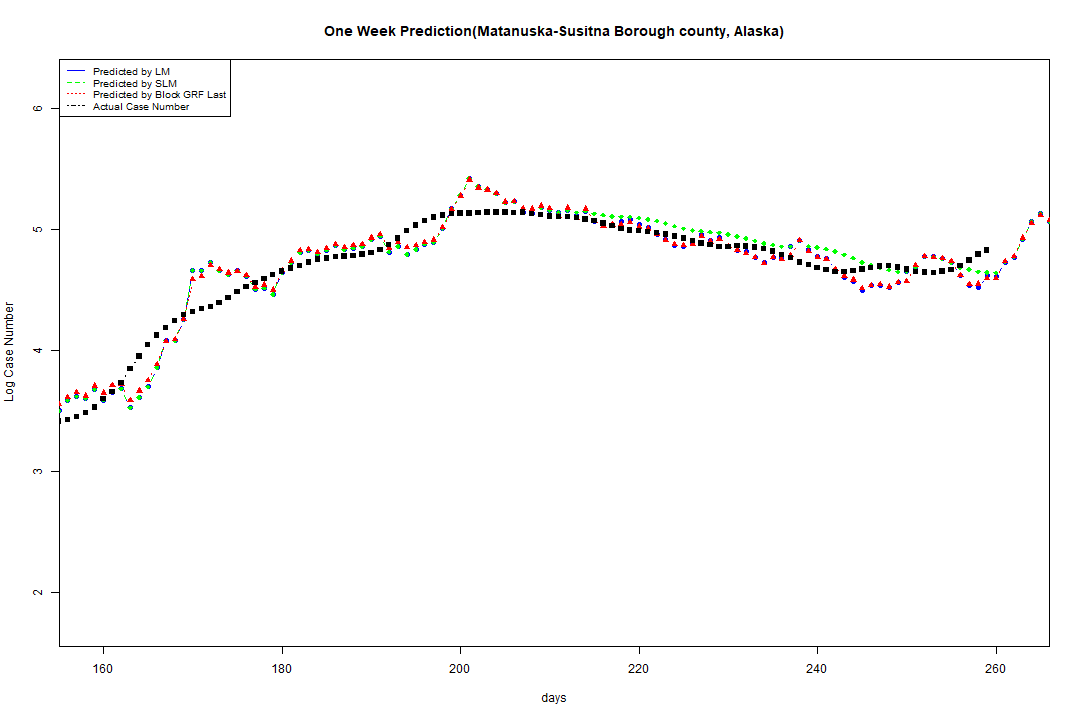 One Week Prediction(Matanuska-Susitna Borough county, Alaska)
Predicted by LM
Predicted by SLM
Predicted by Block GRF Last
Actual Case Number
6
5
4
3
2
Log Case Number
160 180 200 220 240 260
days